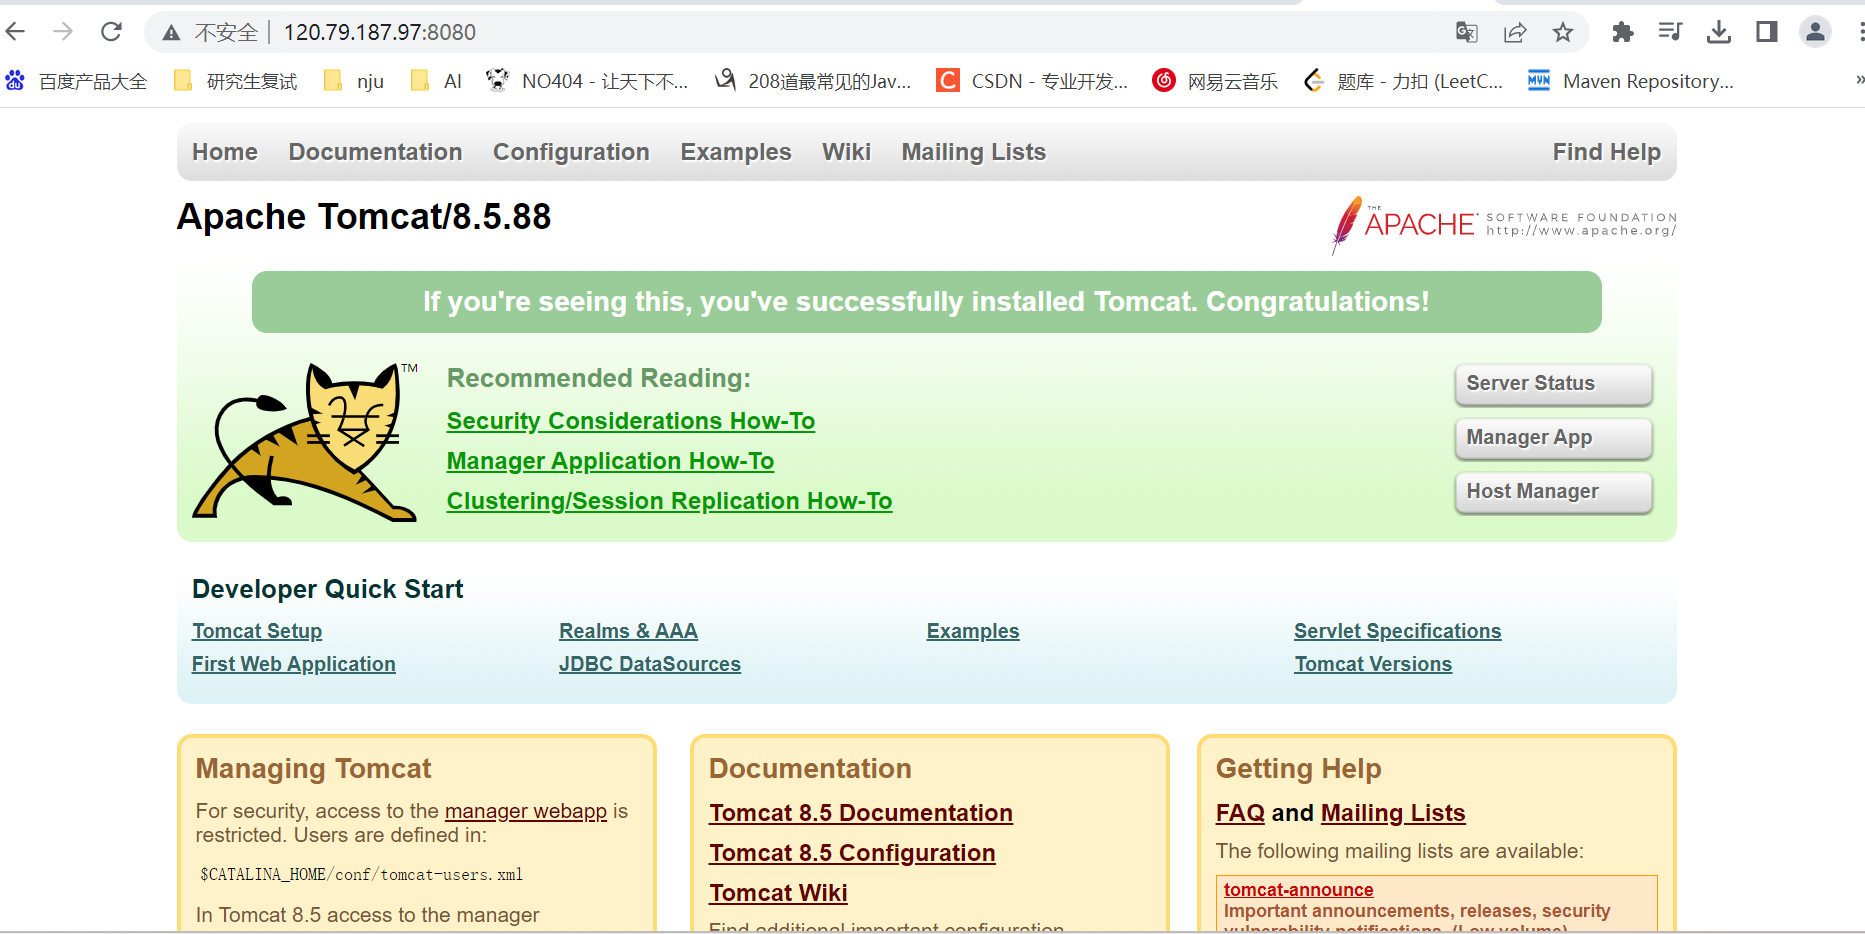 不安全 120.79.187.97:8080
百度产品大全 研究生复试 nju AI NO404 - 让天下不... 208道最常见的Jav... CSDN - 专业开发... 网易云音乐 题库 - 力扣 (LeetC... Maven Repository... »
Home Documentation Configuration Examples Wiki Mailing Lists Find Help
Apache Tomcat/8.5.88
THE APACHE SOFTWARE FOUNDATION
http://www.apache.org/
If you're seeing this, you've successfully installed Tomcat. Congratulations!
TM
Recommended Reading:
Security Considerations How-To
Manager Application How-To
Clustering/Session Replication How-To
Server Status
Manager App
Host Manager
Developer Quick Start
Tomcat Setup
First Web Application
Realms & AAA
JDBC DataSources
Examples
Servlet Specifications
Tomcat Versions
Managing Tomcat
For security, access to the manager webapp is
restricted. Users are defined in:
$CATALINA_HOME/conf/tomcat-users.xml
In Tomcat 8.5 access to the manager
Documentation
Tomcat 8.5 Documentation
Tomcat 8.5 Configuration
Tomcat Wiki
Find additional important configuration
Getting Help
FAQ and Mailing Lists
The following mailing lists are available:
tomcat-announce
Important announcements, releases, security
vulnerability notifications. (Low volume).